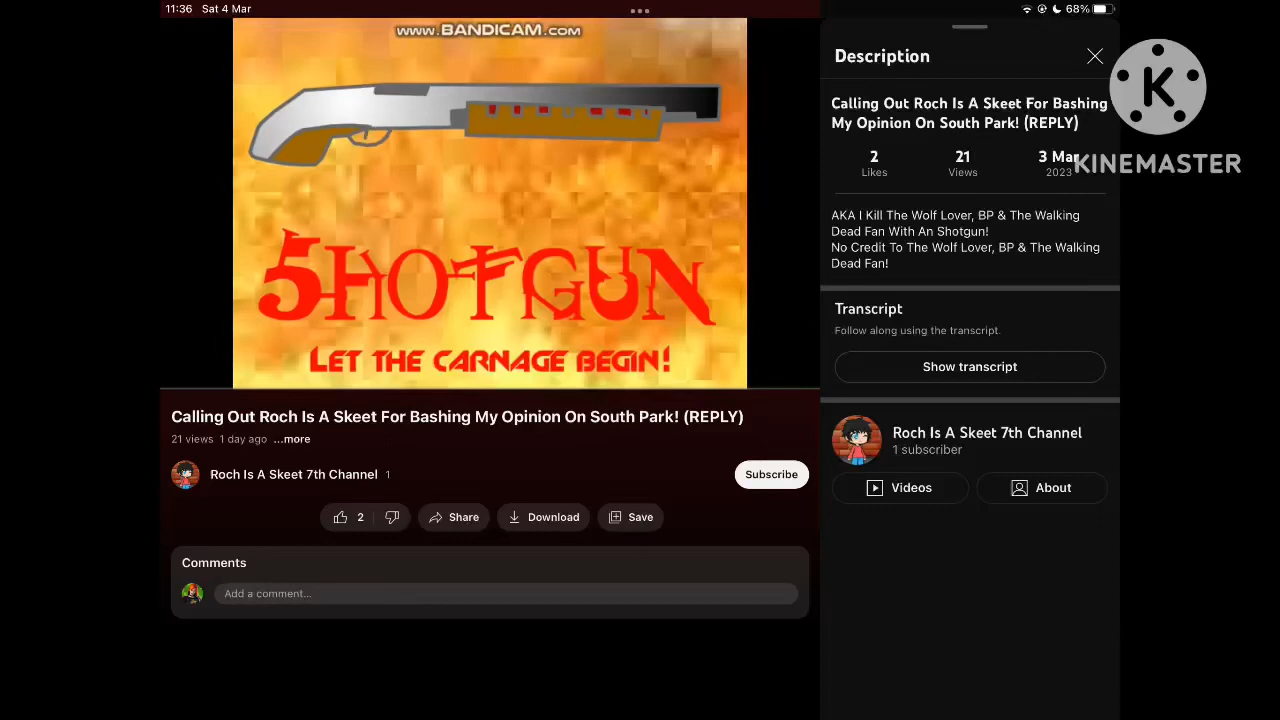 11:36 Sat 4 Mar
68%
WWW.BANDICAM.COM
SHOTGUN
LET THE CARNAGE BEGIN!
Calling Out Roch Is A Skeet For Bashing My Opinion On South Park! (REPLY)
21 views 1 day ago ...more
Roch Is A Skeet 7th Channel 1
Subscribe
2
Share
Download
Save
Comments
Add a comment...
Description
Calling Out Roch Is A Skeet For Bashing
My Opinion On South Park! (REPLY)
2 21 3 Mar
Likes Views 2023
AKA I Kill The Wolf Lover, BP & The Walking
Dead Fan With An Shotgun!
No Credit To The Wolf Lover, BP & The Walking
Dead Fan!
Transcript
Follow along using the transcript.
Show transcript
Roch Is A Skeet 7th Channel
1 subscriber
Videos
About
K
KINEMASTER